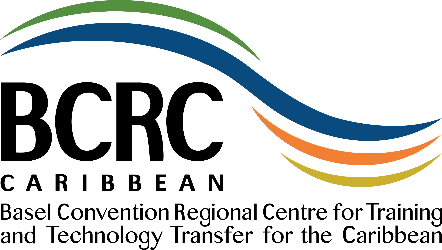 BCRC
CARIBBEAN
Basel Convention Regional Centre for Training
and Technology Transfer for the Caribbean